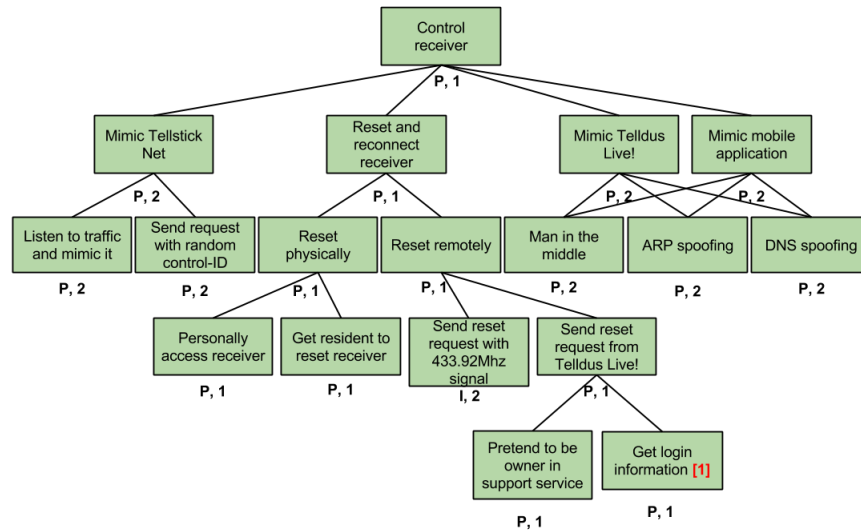 Control
receiver
P, 1
Mimic Tellstick
Net
Reset and
reconnect
receiver
Mimic Telldus
Live!
Mimic mobile
application
P, 2
P, 1
P, 2
P, 2
Listen to traffic
and mimic it
Send request
with random
control-ID
Reset
physically
Reset remotely
Man in the
middle
ARP spoofing
DNS spoofing
P, 2
P, 2
P, 1
P, 1
P, 2
P, 2
P, 2
Personally
access receiver
Get resident to
reset receiver
Send reset
request with
433.92Mhz
signal
Send reset
request from
Telldus Live!
P, 1
P, 1
I, 2
P, 1
Pretend to be
owner in
support service
Get login
information [1]
P, 1
P, 1